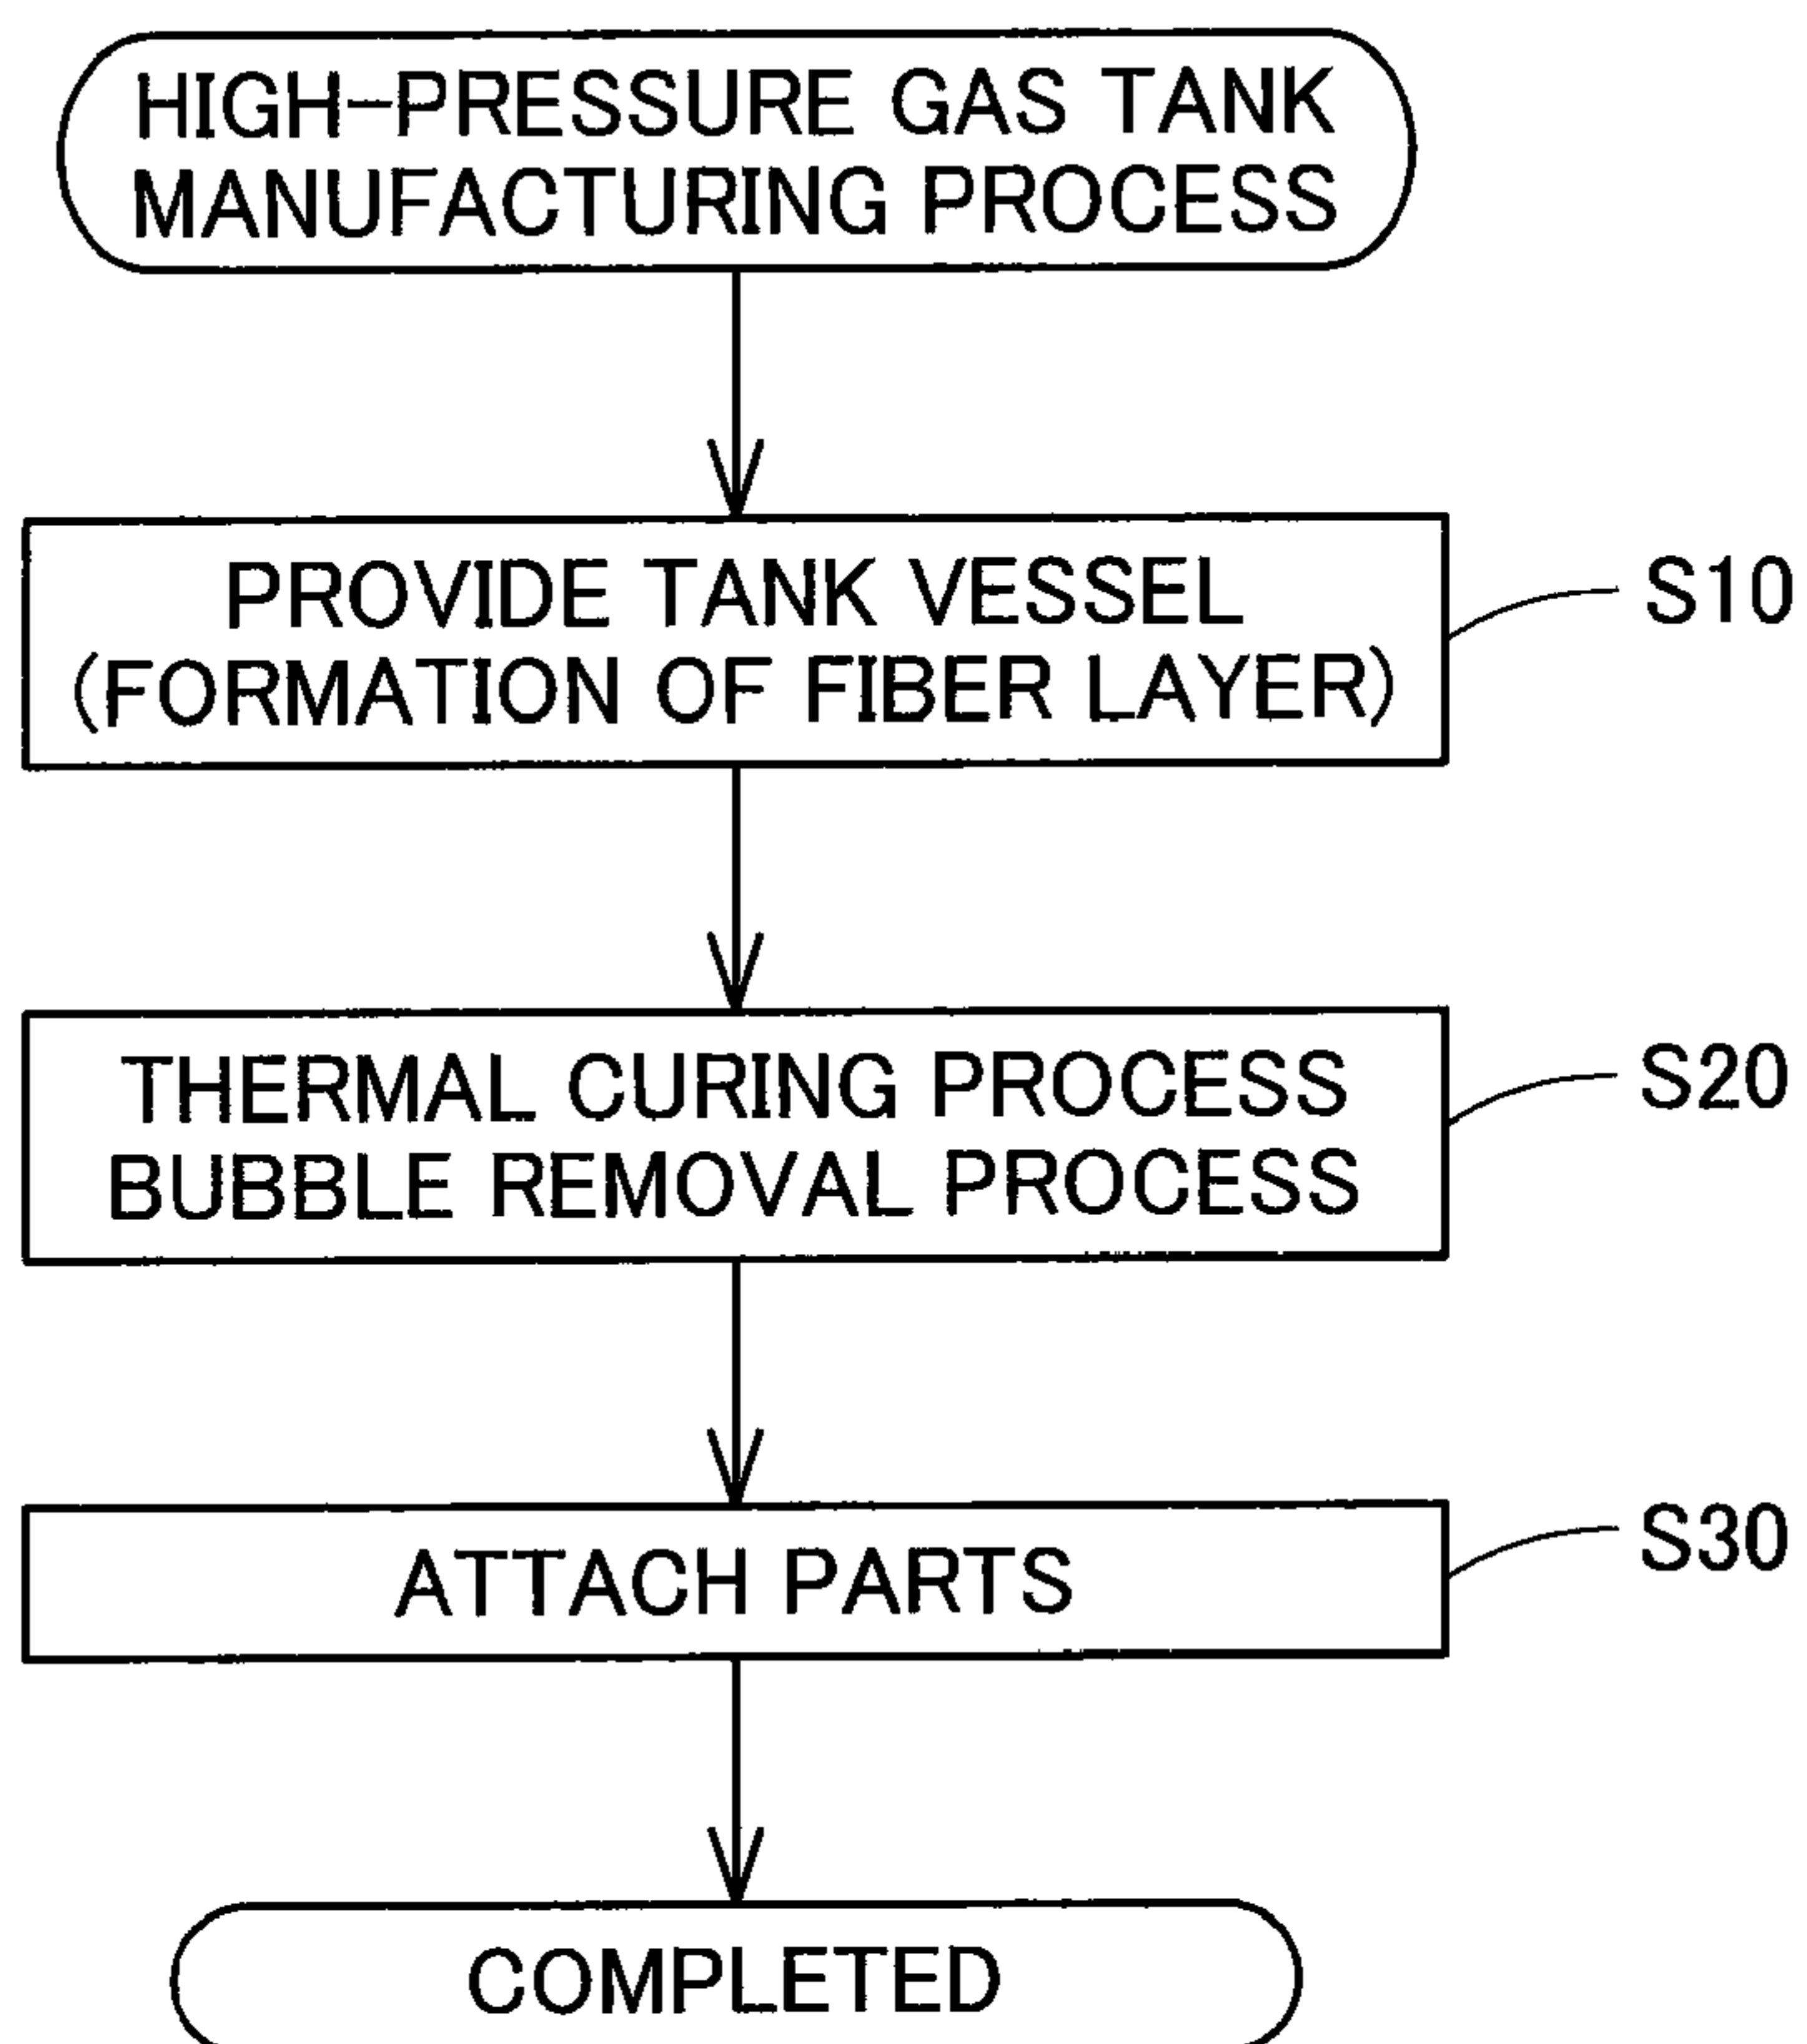 HIGH-PRESSURE GAS TANK
MANUFACTURING PROCESS
PROVIDE TANK VESSEL
(FORMATION OF FIBER LAYER)
S10
THERMAL CURING PROCESS
BUBBLE REMOVAL PROCESS
S20
ATTACH PARTS
S30
COMPLETED